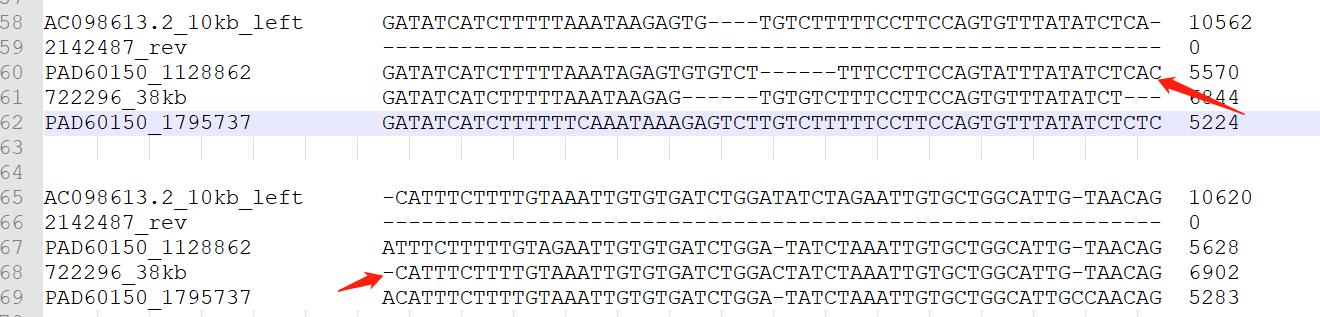 58 AC098613.2_10kb_left GATATCATCTTTTTAAATAAGAGTG----TGTCTTTTTCCTTCCAGTGTTTATATCTCA- 10562
59 2142487_rev ------------------------------------------------------------ 0
60 PAD60150_1128862 GATATCATCTTTTTAAATAGAGTGTGTCT------TTTCCTTCCAGTATTTATATCTCAC 5570
61 722296_38kb GATATCATCTTTTTAAATAAGAG------TGTGTCTTTCCTTCCAGTGTTTATATCT--- 6844
62 PAD60150_1795737 GATATCATCTTTTTTCAAATAAAGAGTCTTGTCTTTTTCCTTCCAGTGTTTATATCTCTC 5224
63
64
65 AC098613.2_10kb_left -CATTTCTTTTGTAAATTGTGTGATCTGGATATCTAGAATTGTGCTGGCATTG-TAACAG 10620
66 2142487_rev ------------------------------------------------------------ 0
67 PAD60150_1128862 ATTTCTTTTTGTAGAATTGTGTGATCTGGA-TATCTAAATTGTGCTGGCATTG-TAACAG 5628
68 722296_38kb -CATTTCTTTTGTAAATTGTGTGATCTGGACTATCTAAATTGTGCTGGCATTG-TAACAG 6902
69 PAD60150_1795737 ACATTTCTTTTGTAAATTGTGTGATCTGGA-TATCTAAATTGTGCTGGCATTGCCAACAG 5283